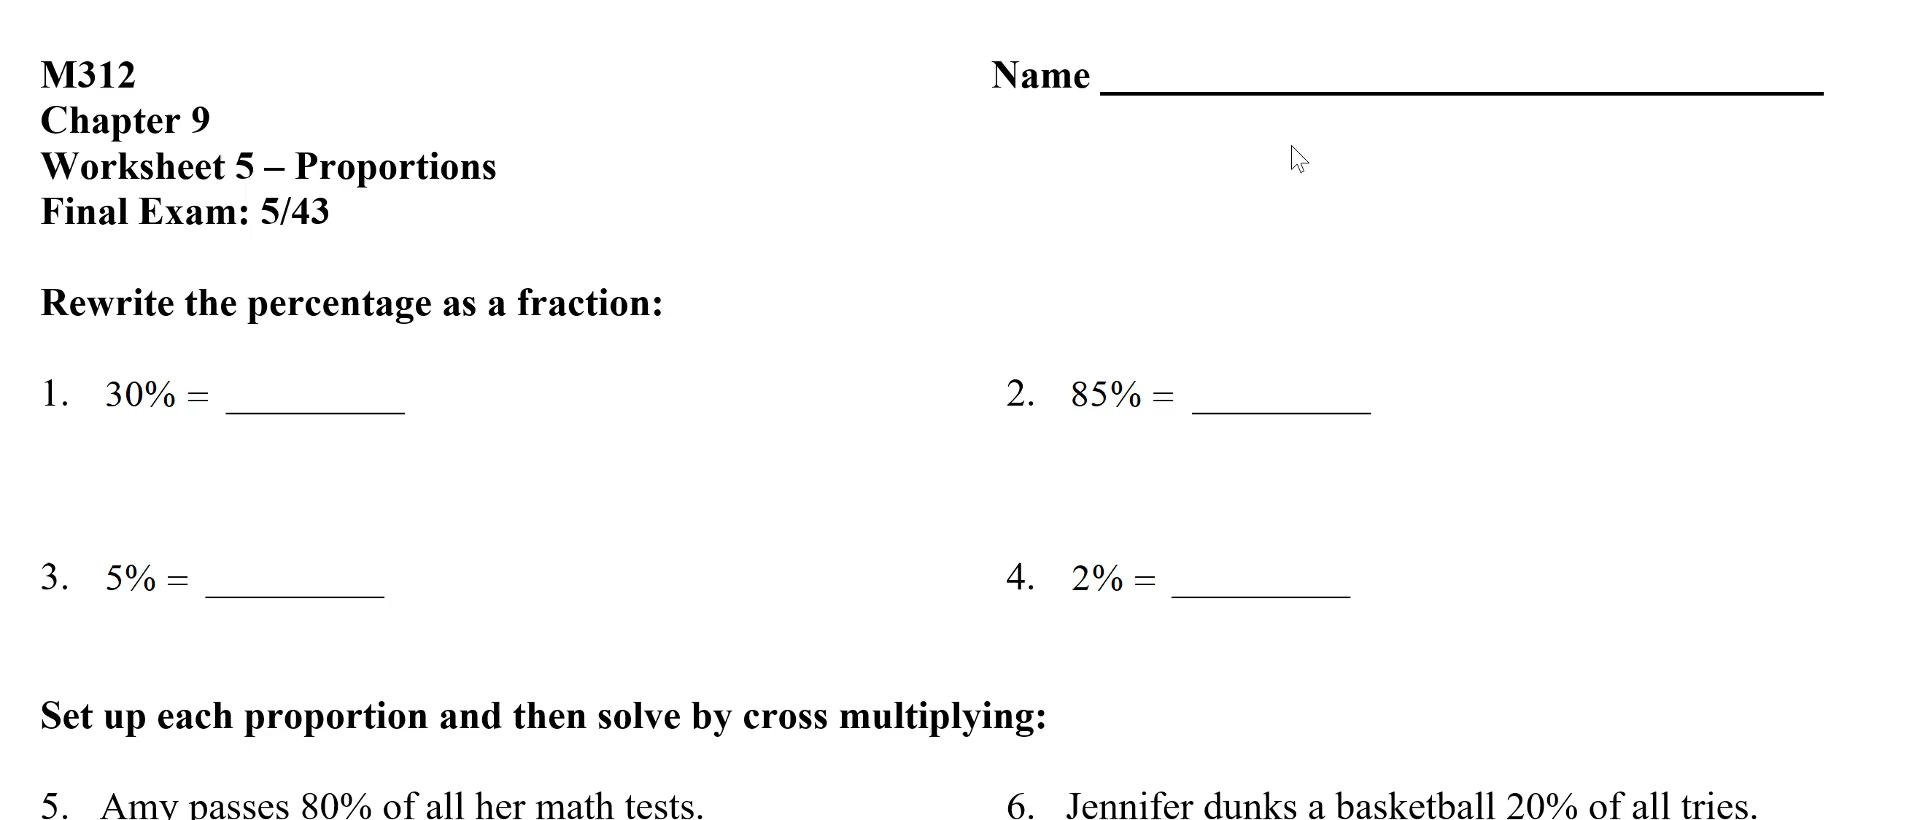 M312
Name
Chapter 9
Worksheet 5 – Proportions
Final Exam: 5/43
Rewrite the percentage as a fraction:
1. 30% = 
2. 85% = 
3. 5% = 
4. 2% = 
Set up each proportion and then solve by cross multiplying:
5. Amy passes 80% of all her math tests.
6. Jennifer dunks a basketball 20% of all tries.